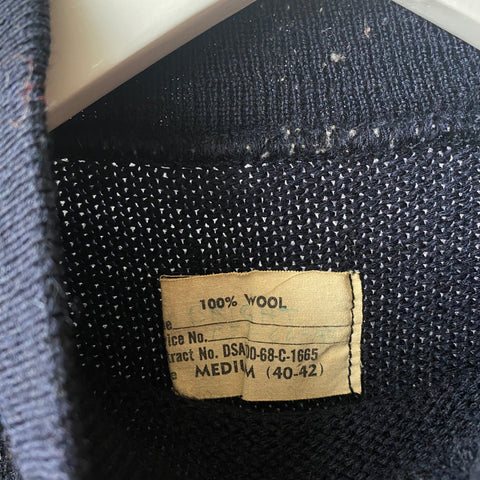 100% WOOL
e
ice No.
ract No. DSA 00-68-C-1665
e MEDIUM (40-42)